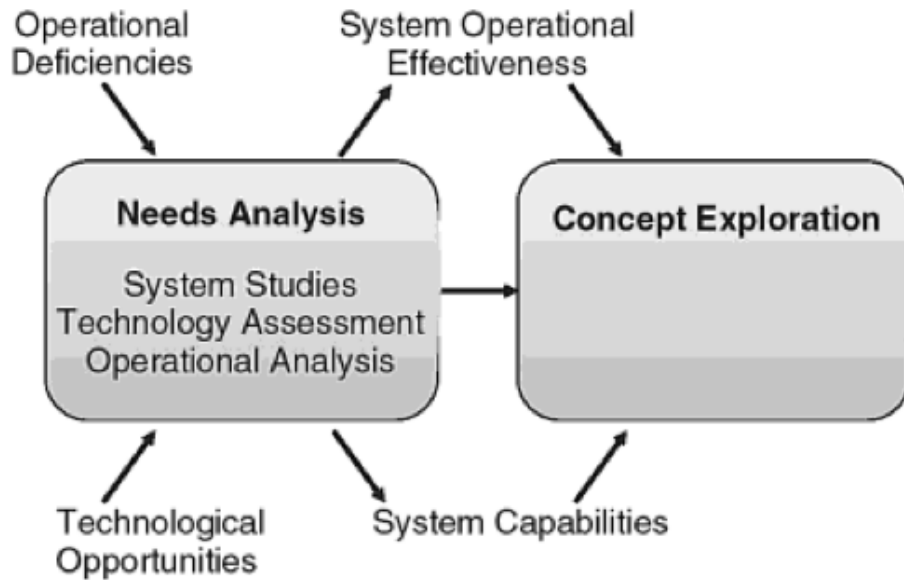 Operational
Deficiencies
System Operational
Effectiveness
Needs Analysis
System Studies
Technology Assessment
Operational Analysis
Concept Exploration
Technological
Opportunities
System Capabilities